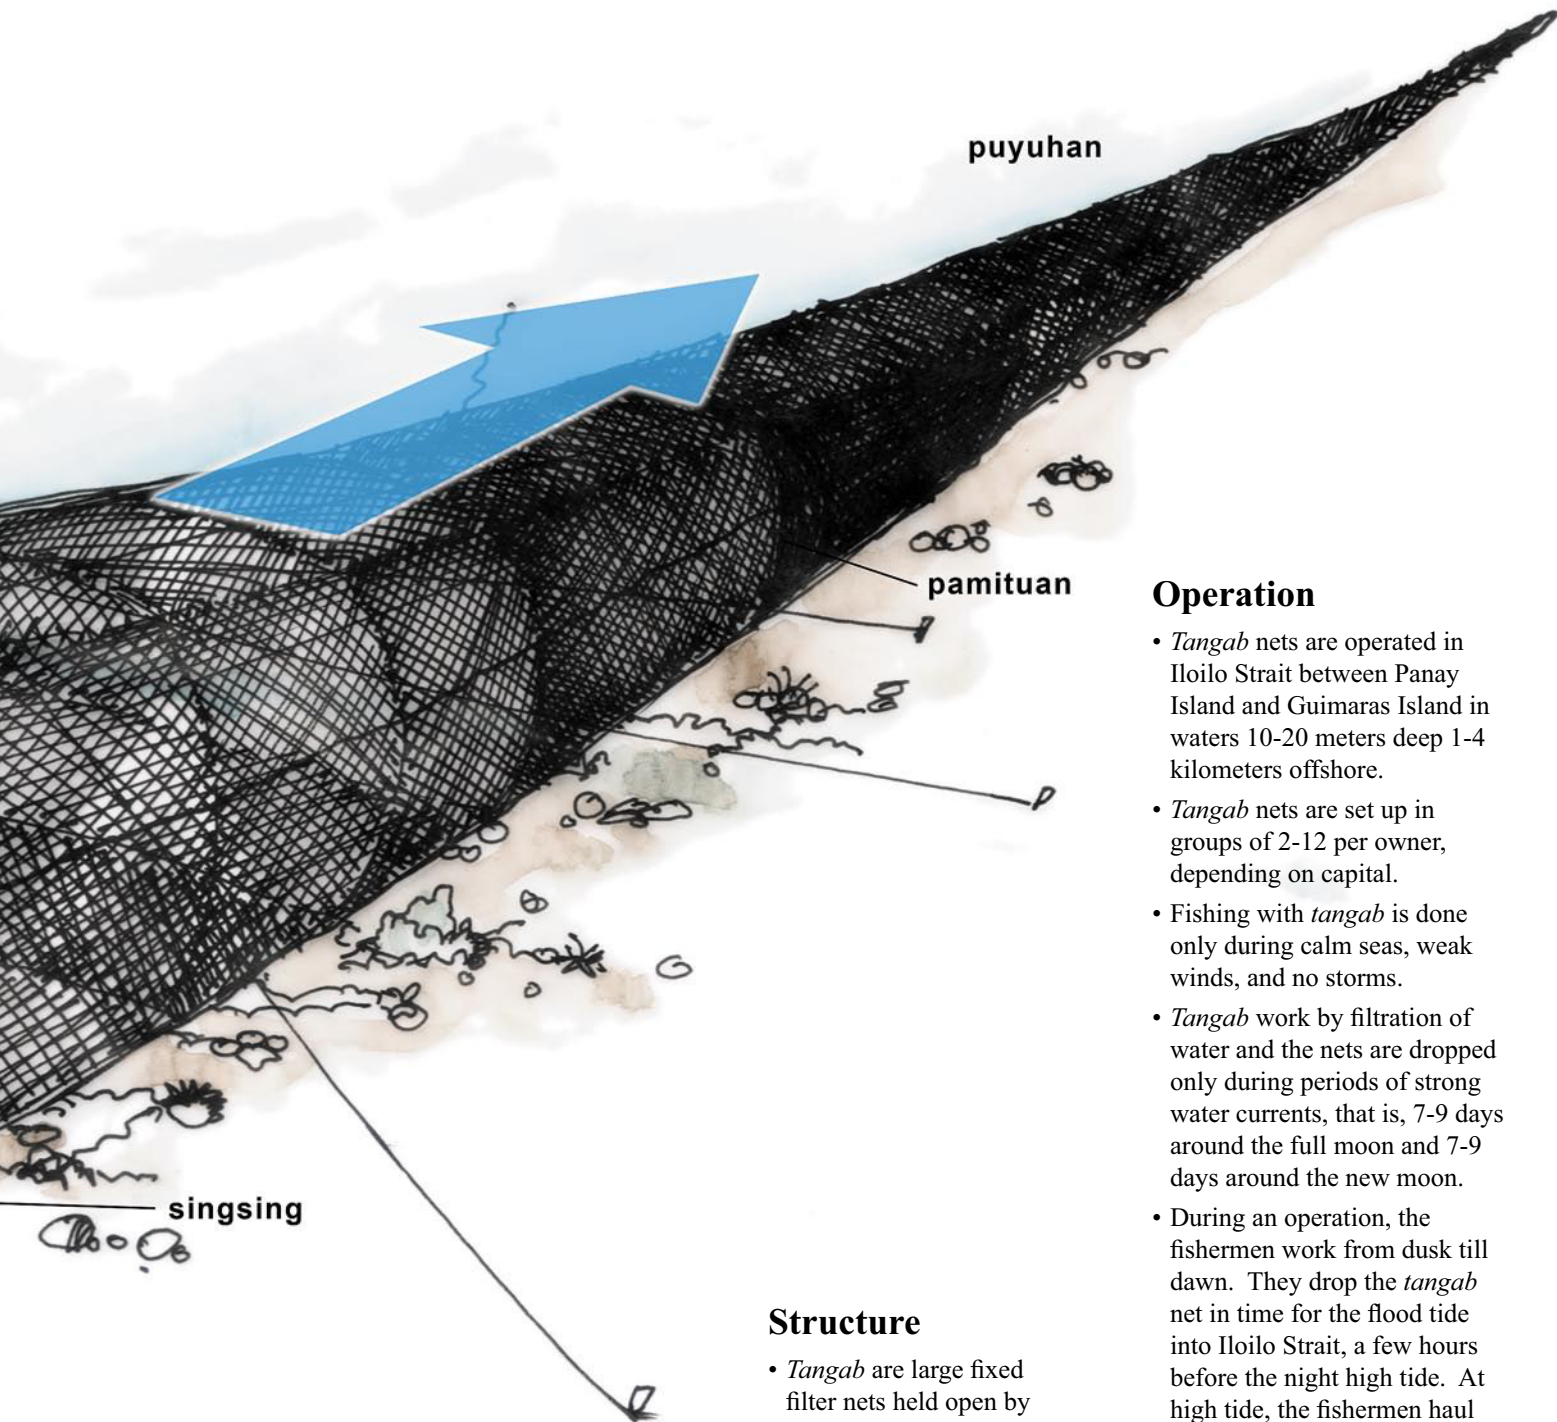 puyuhan
pamituan
singsing
Structure
• Tangab are large fixed
filter nets held open by
Operation
• Tangab nets are operated in
Iloilo Strait between Panay
Island and Guimaras Island in
waters 10-20 meters deep 1-4
kilometers offshore.
• Tangab nets are set up in
groups of 2-12 per owner,
depending on capital.
• Fishing with tangab is done
only during calm seas, weak
winds, and no storms.
• Tangab work by filtration of
water and the nets are dropped
only during periods of strong
water currents, that is, 7-9 days
around the full moon and 7-9
days around the new moon.
• During an operation, the
fishermen work from dusk till
dawn.  They drop the tangab
net in time for the flood tide
into Iloilo Strait, a few hours
before the night high tide.  At
high tide, the fishermen haul